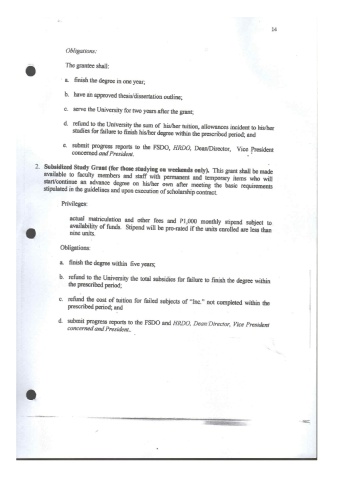 14
Obligations:
The grantee shall:
a. finish the degree in one year;
b. have an approved thesis/dissertation outline;
c. serve the University for two years after the grant;
d. refund to the University the sum of his/her tuition, allowances incident to his/her
studies for failure to finish his/her degree within the prescribed period; and
e. submit progress reports to the FSDO, HRDO, Dean/Director, Vice President
concerned and President.
2. Subsidized Study Grant (for those studying on weekends only). This grant shall be made
available to faculty members and staff with permanent and temporary items who will
start/continue an advance degree on his/her own after meeting the basic requirements
stipulated in the guidelines and upon execution of scholarship contract.
Privileges:
actual matriculation and other fees and P1,000 monthly stipend subject to
availability of funds. Stipend will be pro-rated if the units enrolled are less than
nine units.
Obligations:
a. finish the degree within five years;
b. refund to the University the total subsidies for failure to finish the degree within
the prescribed period;
c. refund the cost of tuition for failed subjects of "Inc." not completed within the
prescribed period; and
d. submit progress reports to the FSDO and HRDO, Dean/Director, Vice President
concerned and President.